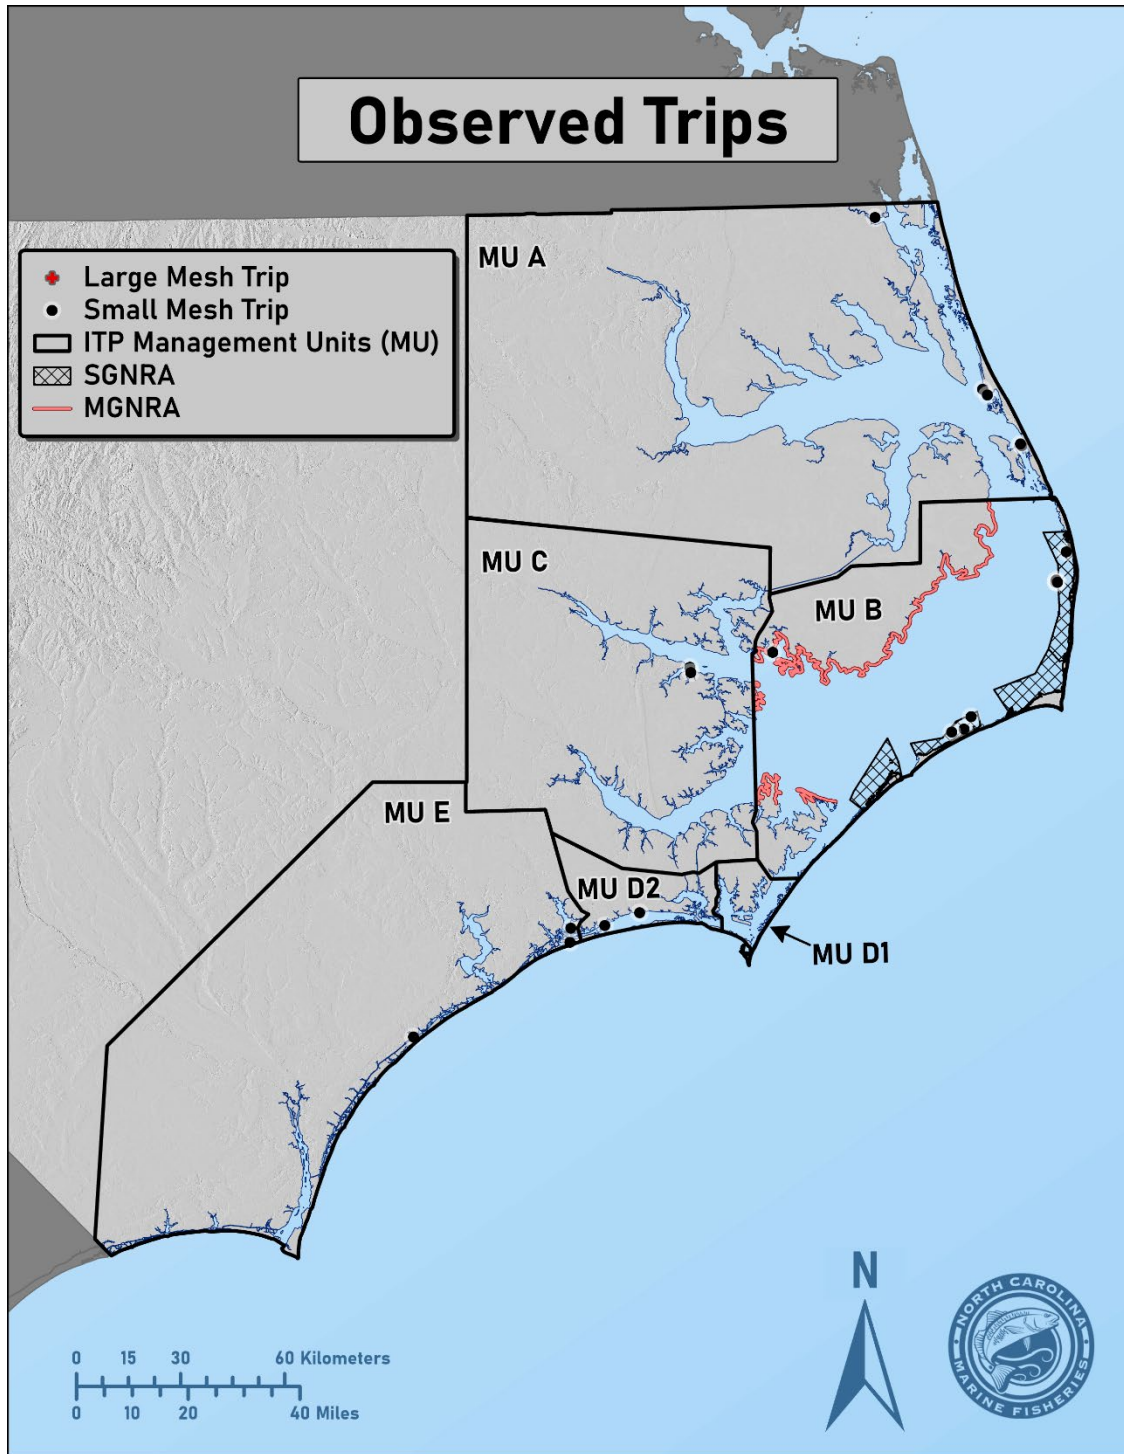 Observed Trips
MU A
Large Mesh Trip
Small Mesh Trip
ITP Management Units (MU)
SGNRA
MGNRA
MU C
MU B
MU E
MU D2
MU D1
N
NORTH CAROLINA
MARINE FISHERIES
0 15 30 60 Kilometers
0 10 20 40 Miles